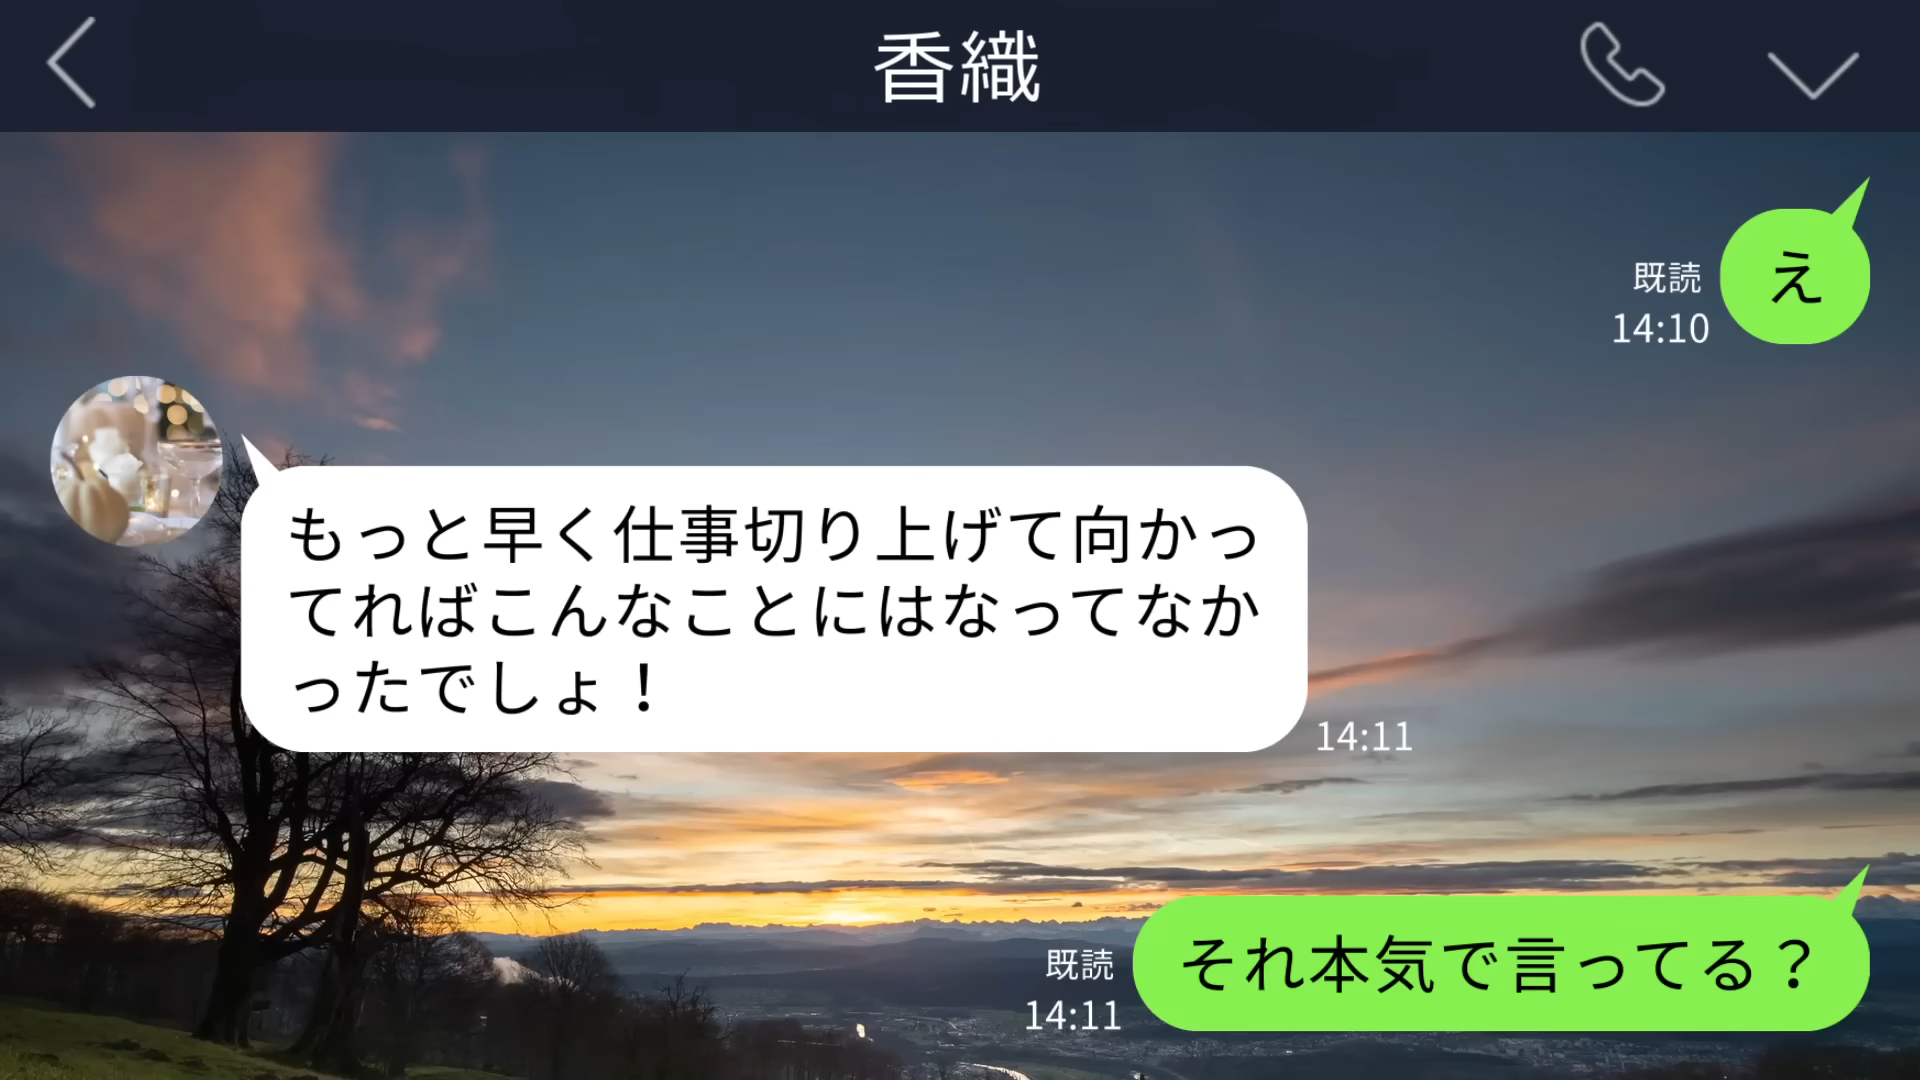 香織
え
既読
14:10
もっと早く仕事切り上げて向かっ
てればこんなことにはなってなか
ったでしょ！
14:11
それ本気で言ってる？
既読
14:11